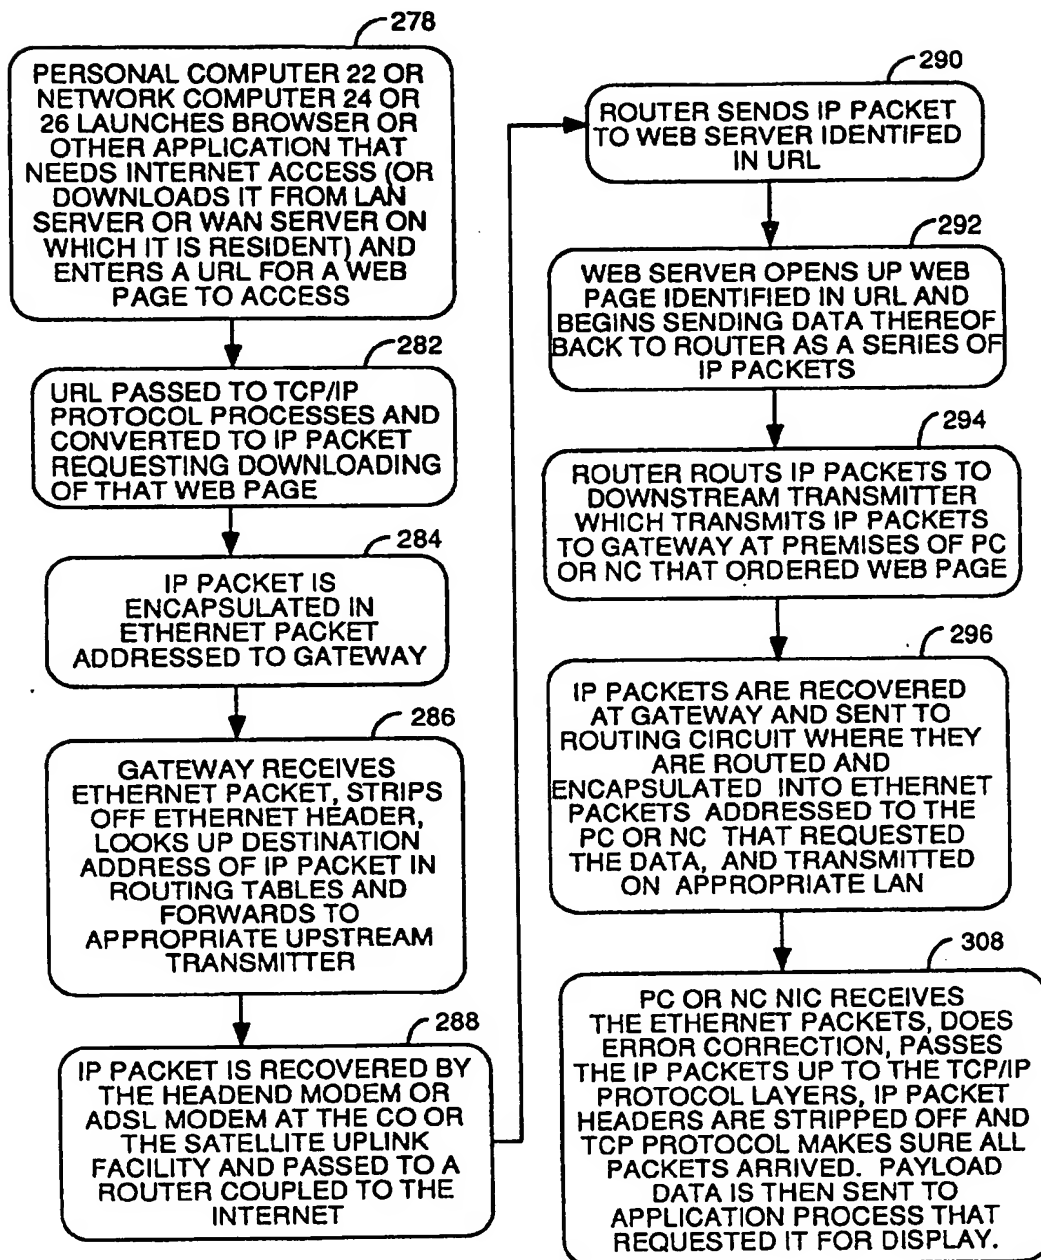 278
PERSONAL COMPUTER 22 OR
NETWORK COMPUTER 24 OR
26 LAUNCHES BROWSER OR
OTHER APPLICATION THAT
NEEDS INTERNET ACCESS (OR
DOWNLOADS IT FROM LAN
SERVER OR WAN SERVER ON
WHICH IT IS RESIDENT) AND
ENTERS A URL FOR A WEB
PAGE TO ACCESS
282
URL PASSED TO TCP/IP
PROTOCOL PROCESSES AND
CONVERTED TO IP PACKET
REQUESTING DOWNLOADING
OF THAT WEB PAGE
284
IP PACKET IS
ENCAPSULATED IN
ETHERNET PACKET
ADDRESSED TO GATEWAY
286
GATEWAY RECEIVES
ETHERNET PACKET, STRIPS
OFF ETHERNET HEADER,
LOOKS UP DESTINATION
ADDRESS OF IP PACKET IN
ROUTING TABLES AND
FORWARDS TO
APPROPRIATE UPSTREAM
TRANSMITTER
288
IP PACKET IS RECOVERED BY
THE HEADEND MODEM OR
ADSL MODEM AT THE CO OR
THE SATELLITE UPLINK
FACILITY AND PASSED TO A
ROUTER COUPLED TO THE
INTERNET
290
ROUTER SENDS IP PACKET
TO WEB SERVER IDENTIFED
IN URL
292
WEB SERVER OPENS UP WEB
PAGE IDENTIFIED IN URL AND
BEGINS SENDING DATA THEREOF
BACK TO ROUTER AS A SERIES OF
IP PACKETS
294
ROUTER ROUTS IP PACKETS TO
DOWNSTREAM TRANSMITTER
WHICH TRANSMITS IP PACKETS
TO GATEWAY AT PREMISES OF PC
OR NC THAT ORDERED WEB PAGE
296
IP PACKETS ARE RECOVERED
AT GATEWAY AND SENT TO
ROUTING CIRCUIT WHERE THEY
ARE ROUTED AND
ENCAPSULATED INTO ETHERNET
PACKETS ADDRESSED TO THE
PC OR NC THAT REQUESTED
THE DATA, AND TRANSMITTED
ON APPROPRIATE LAN
308
PC OR NC NIC RECEIVES
THE ETHERNET PACKETS, DOES
ERROR CORRECTION, PASSES
THE IP PACKETS UP TO THE TCP/IP
PROTOCOL LAYERS, IP PACKET
HEADERS ARE STRIPPED OFF AND
TCP PROTOCOL MAKES SURE ALL
PACKETS ARRIVED. PAYLOAD
DATA IS THEN SENT TO
APPLICATION PROCESS THAT
REQUESTED IT FOR DISPLAY.